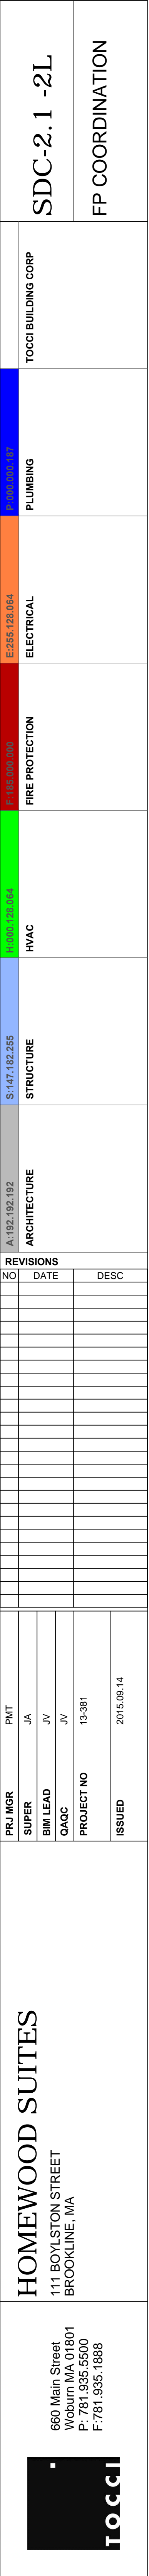 TOCCI
660 Main Street
Woburn MA 01801
P: 781.935.5500
F:781.935.1888
HOMEWOOD SUITES
111 BOYLSTON STREET
BROOKLINE, MA
PRJ MGR PMT
SUPER JA
BIM LEAD JV
QAQC JV
PROJECT NO 13-381
ISSUED 2015.09.14
REVISIONS
NO DATE DESC
A:192.192.192
ARCHITECTURE
S:147.182.255
STRUCTURE
H:000.128.064
HVAC
F:185.000.000
FIRE PROTECTION
E:255.128.064
ELECTRICAL
P:000.000.187
PLUMBING
TOCCI BUILDING CORP
SDC-2.1 -2L
FP COORDINATION